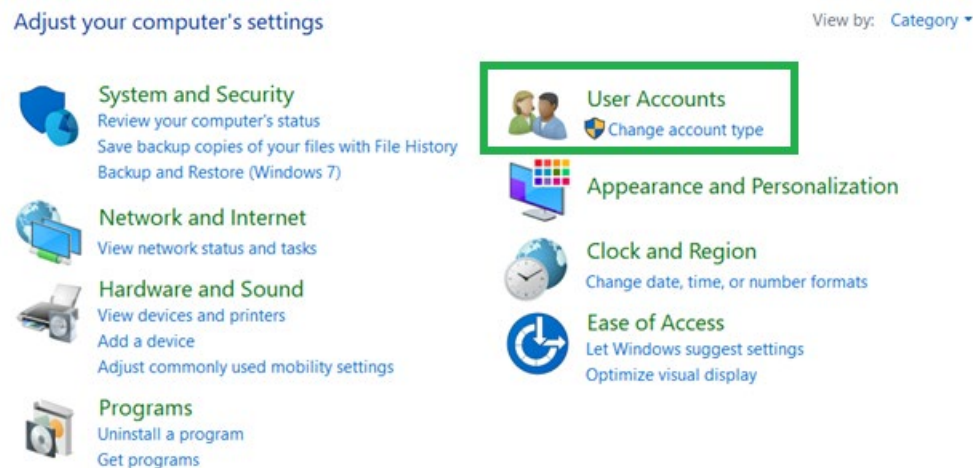 Adjust your computer's settings
View by: Category
System and Security
Review your computer's status
Save backup copies of your files with File History
Backup and Restore (Windows 7)
Network and Internet
View network status and tasks
Hardware and Sound
View devices and printers
Add a device
Adjust commonly used mobility settings
Programs
Uninstall a program
Get programs
User Accounts
Change account type
Appearance and Personalization
Clock and Region
Change date, time, or number formats
Ease of Access
Let Windows suggest settings
Optimize visual display